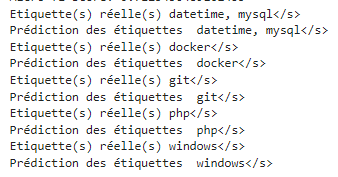 Etiquette(s) réelle(s) datetime, mysql</s>
Prédiction des étiquettes  datetime, mysql</s>
Etiquette(s) réelle(s) docker</s>
Prédiction des étiquettes  docker</s>
Etiquette(s) réelle(s) git</s>
Prédiction des étiquettes  git</s>
Etiquette(s) réelle(s) php</s>
Prédiction des étiquettes  php</s>
Etiquette(s) réelle(s) windows</s>
Prédiction des étiquettes  windows</s>